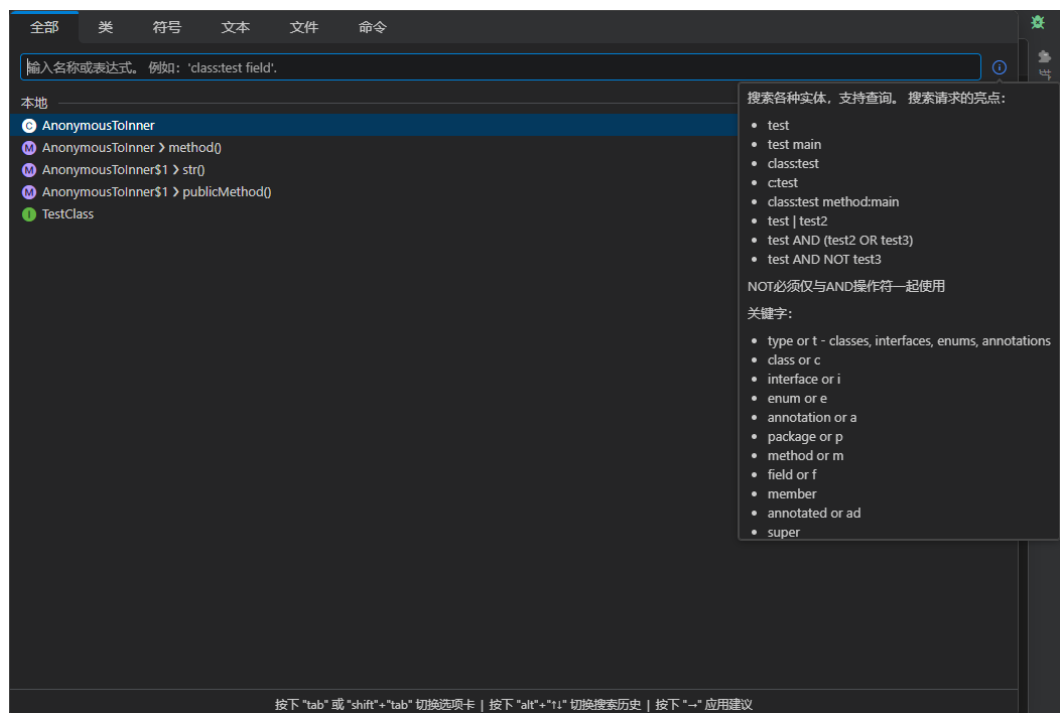 全部 类 符号 文本 文件 命令
输入名称或表达式。 例如：'class:test field'.
本地
AnonymousToInner
AnonymousToInner ❯ method()
AnonymousToInner$1 ❯ str()
AnonymousToInner$1 ❯ publicMethod()
TestClass
搜索各种实体，支持查询。 搜索请求的亮点：
• test
• test main
• class:test
• c:test
• class:test method:main
• test | test2
• test AND (test2 OR test3)
• test AND NOT test3
NOT必须仅与AND操作符一起使用
关键字：
• type or t - classes, interfaces, enums, annotations
• class or c
• interface or i
• enum or e
• annotation or a
• package or p
• method or m
• field or f
• member
• annotated or ad
• super
按下 "tab" 或 "shift"+"tab" 切换选项卡 | 按下 "alt"+"↑↓" 切换搜索历史 | 按下 "→" 应用建议